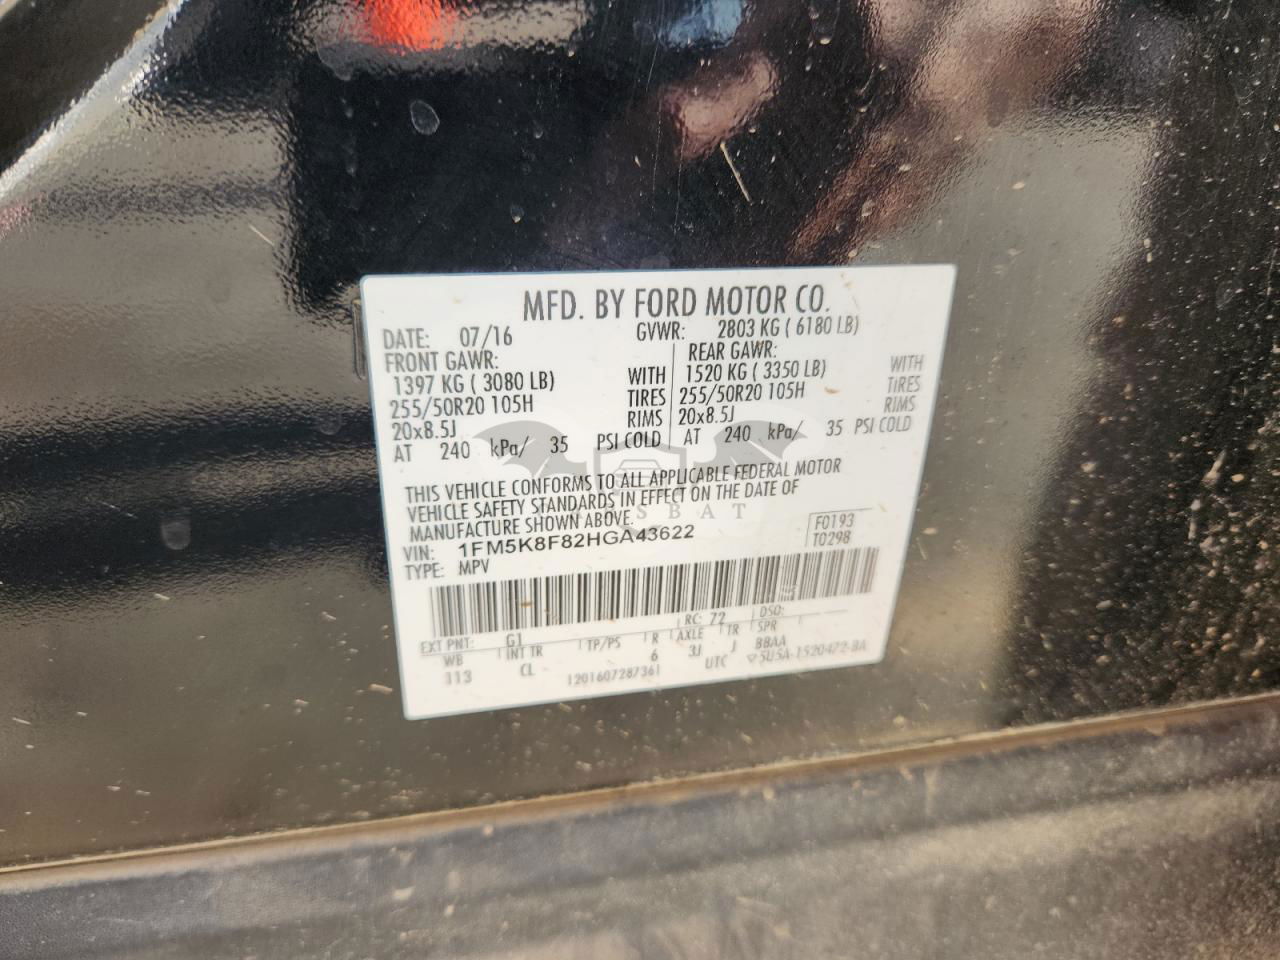 MFD. BY FORD MOTOR CO.
DATE: 07/16 GVWR: 2803 KG ( 6180 LB)
FRONT GAWR: REAR GAWR:
1397 KG ( 3080 LB) WITH 1520 KG ( 3350 LB) WITH
255/50R20 105H TIRES 255/50R20 105H TIRES
20x8.5J RIMS 20x8.5J RIMS
AT 240 kPa/ 35 PSI COLD AT 240 kPa/ 35 PSI COLD
THIS VEHICLE CONFORMS TO ALL APPLICABLE FEDERAL MOTOR
VEHICLE SAFETY STANDARDS IN EFFECT ON THE DATE OF
MANUFACTURE SHOWN ABOVE.
VIN: 1FM5K8F82HGA43622 F0193
TYPE: MPV T0298
EXT PNT: G1 RC: 72 DSO:
WB INT TR TP/PS R AXLE TR SPR
113 CL 6 3J J BBAA
1201607287361 UTC ▽5U5A-1520472-BA